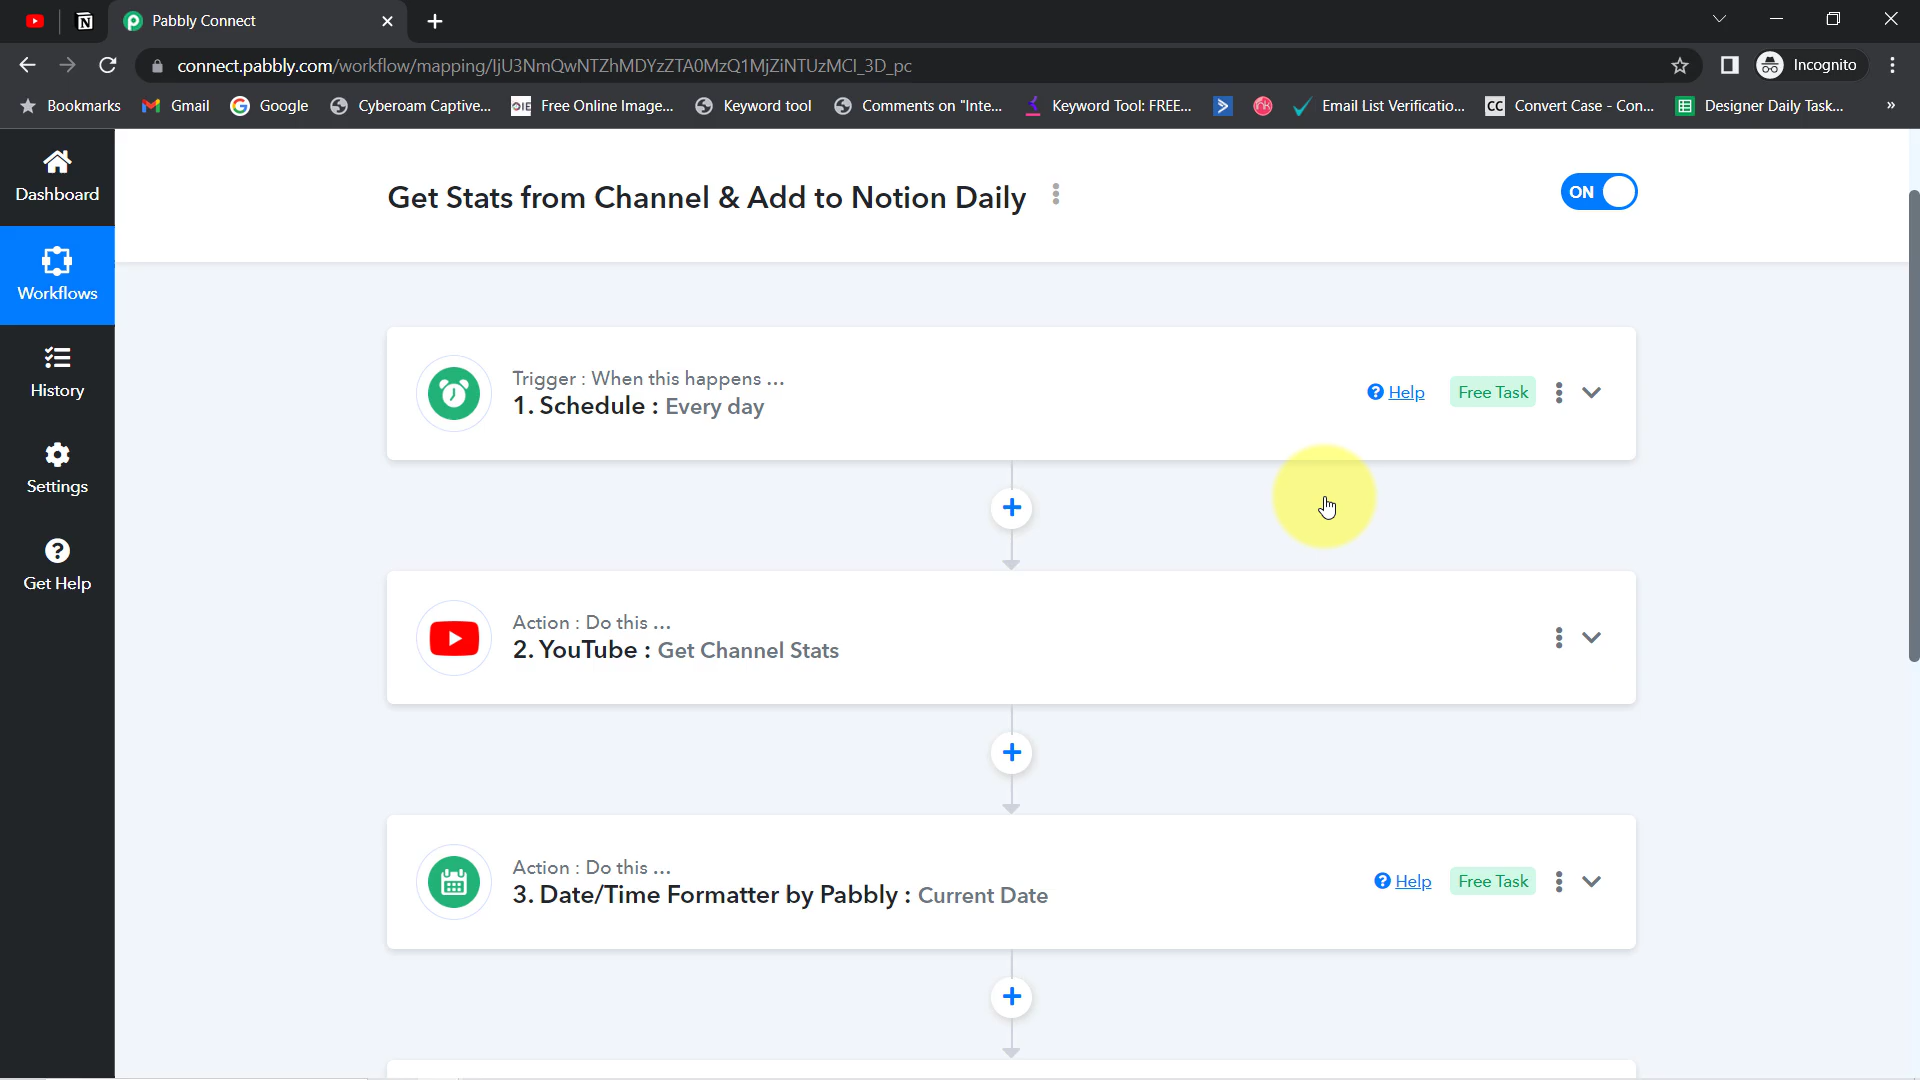 Pabbly Connect
connect.pabbly.com/workflow/mapping/IjU3NmQwNTZhMDYzZTA0MzQ1MjZiNTUzMCI_3D_pc
Incognito
Bookmarks
Gmail
Google
Cyberoam Captive...
OIE Free Online Image...
Keyword tool
Comments on "Inte...
Keyword Tool: FREE...
Email List Verificatio...
CC Convert Case - Con...
Designer Daily Task...
»
Dashboard
Workflows
History
Settings
Get Help
Get Stats from Channel & Add to Notion Daily
ON
Trigger : When this happens ...
1. Schedule : Every day
Help
Free Task
Action : Do this ...
2. YouTube : Get Channel Stats
Action : Do this ...
3. Date/Time Formatter by Pabbly : Current Date
Help
Free Task